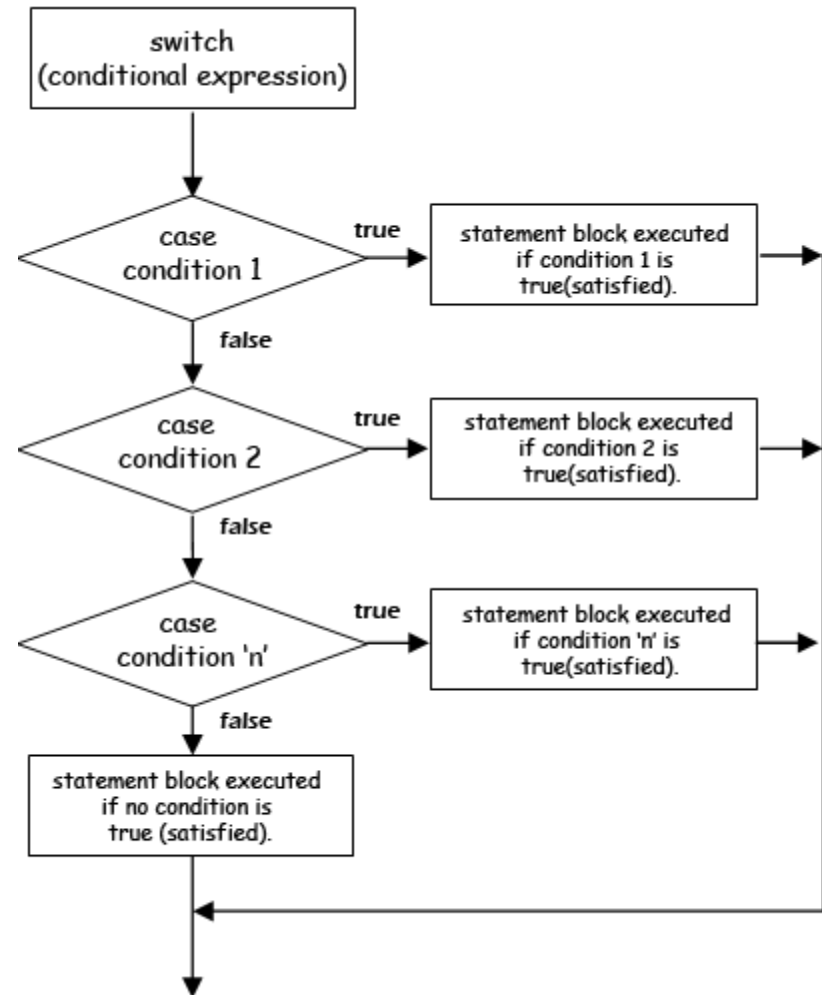 switch
(conditional expression)
case
condition 1
true
statement block executed
if condition 1 is
true(satisfied).
false
case
condition 2
true
statement block executed
if condition 2 is
true(satisfied).
false
case
condition 'n'
true
statement block executed
if condition 'n' is
true(satisfied).
false
statement block executed
if no condition is
true (satisfied).